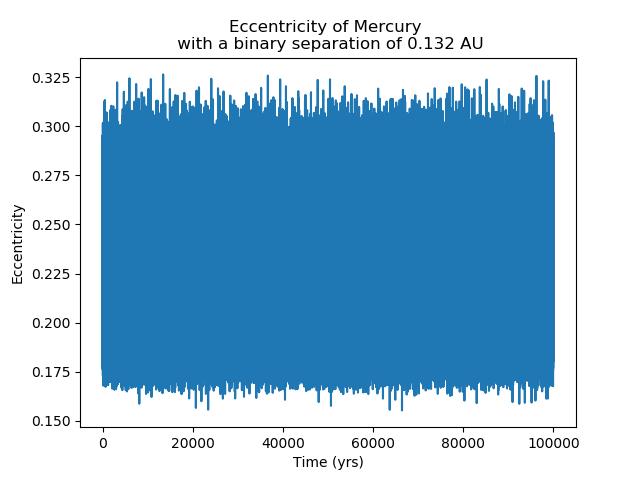 Eccentricity of Mercury
with a binary separation of 0.132 AU
0.325
0.300
0.275
0.250
0.225
0.200
0.175
0.150
Eccentricity
0 20000 40000 60000 80000 100000
Time (yrs)